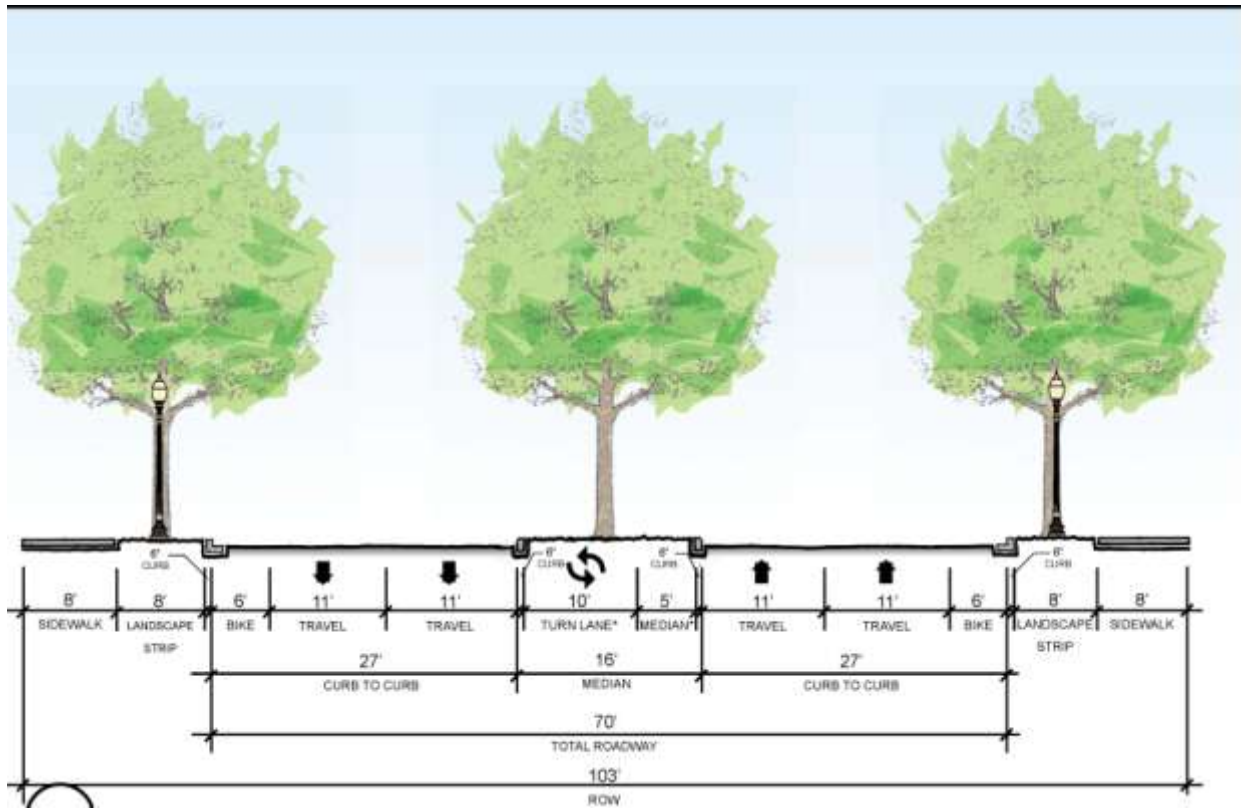 6" CURB
6" CURB
6" CURB
6" CURB
8' 8' 6' 11' 11' 10' 5' 11' 11' 6' 8' 8'
SIDEWALK LANDSCAPE STRIP BIKE TRAVEL TRAVEL TURN LANE* MEDIAN* TRAVEL TRAVEL BIKE LANDSCAPE STRIP SIDEWALK
27' 16' 27'
CURB TO CURB MEDIAN CURB TO CURB
70'
TOTAL ROADWAY
103'
ROW